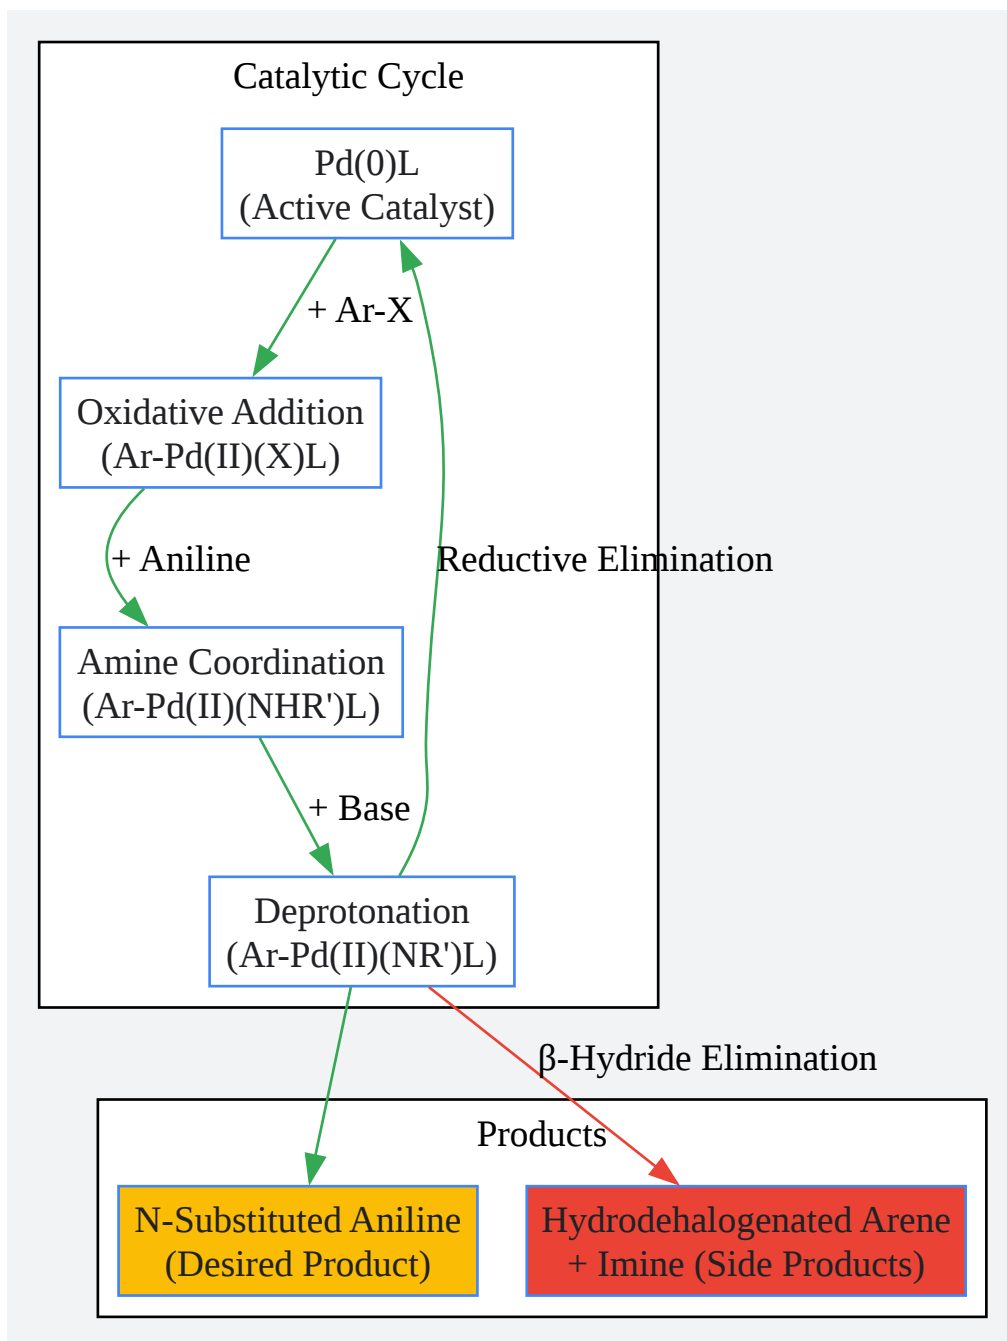 Catalytic Cycle
Pd(0)L
(Active Catalyst)
+ Ar-X
Oxidative Addition
(Ar-Pd(II)(X)L)
+ Aniline
Reductive Elimination
Amine Coordination
(Ar-Pd(II)(NHR')L)
+ Base
Deprotonation
(Ar-Pd(II)(NR')L)
β-Hydride Elimination
Products
N-Substituted Aniline
(Desired Product)
Hydrodehalogenated Arene
+ Imine (Side Products)